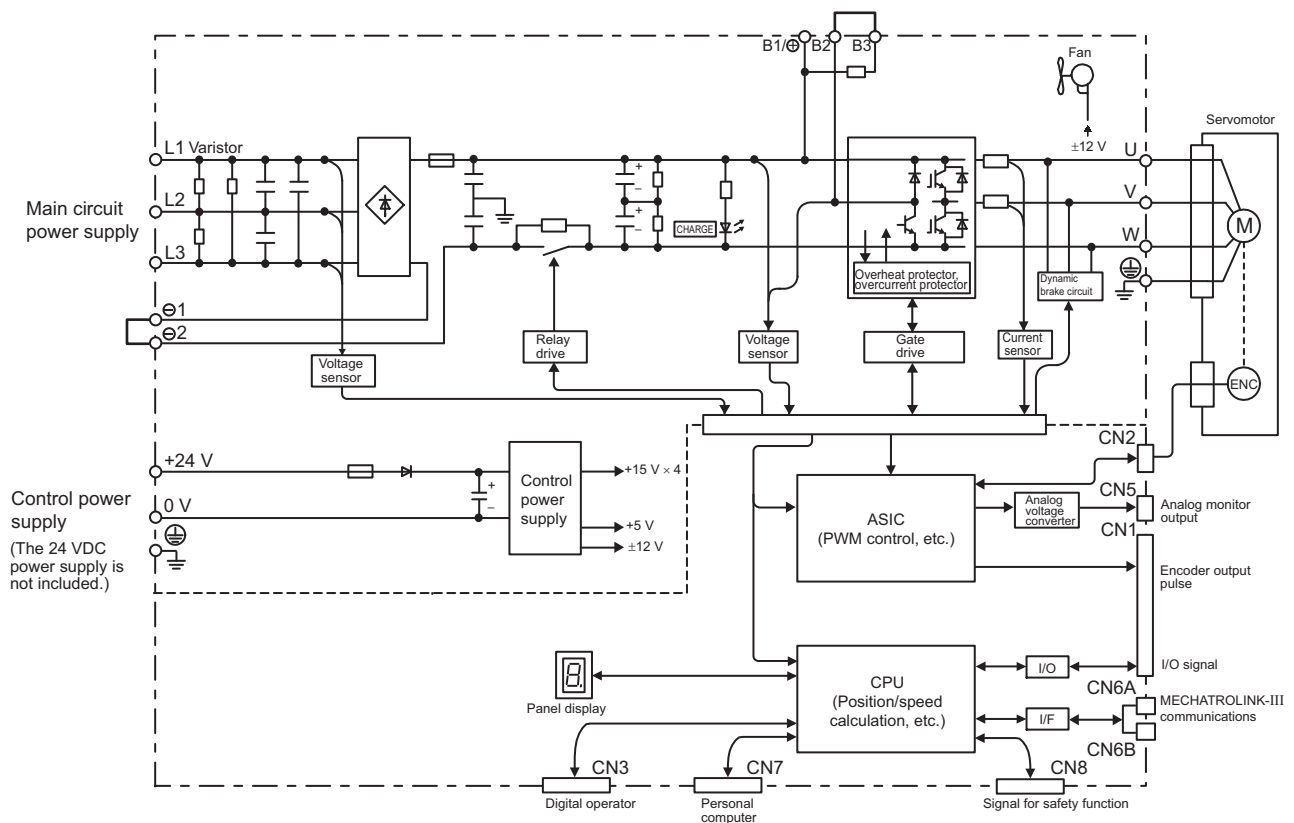 B1/⊕ B2 B3
Fan
±12 V
Servomotor
L1 Varistor
L2
L3
Main circuit
power supply
U
V
W
M
+
–
+
–
CHARGE
Overheat protector,
overcurrent protector
Dynamic
brake circuit
⊖1
⊖2
Voltage
sensor
Relay
drive
Voltage
sensor
Gate
drive
Current
sensor
ENC
+24 V
0 V
Control power
supply
(The 24 VDC
power supply is
not included.)
+
–
Control
power
supply
+15 V × 4
+5 V
±12 V
ASIC
(PWM control, etc.)
Analog
voltage
converter
CN2
CN5
Analog monitor
output
CN1
Encoder output
pulse
I/O signal
Panel display
8.
CPU
(Position/speed
calculation, etc.)
I/O
I/F
CN6A
MECHATROLINK-III
communications
CN6B
CN3
Digital operator
CN7
Personal
computer
CN8
Signal for safety function